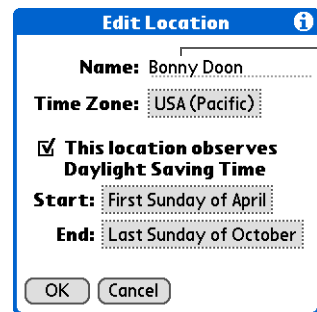 Edit Location
Name: Bonny Doon
Time Zone: USA (Pacific)
This location observes
Daylight Saving Time
Start: First Sunday of April
End: Last Sunday of October
OK Cancel